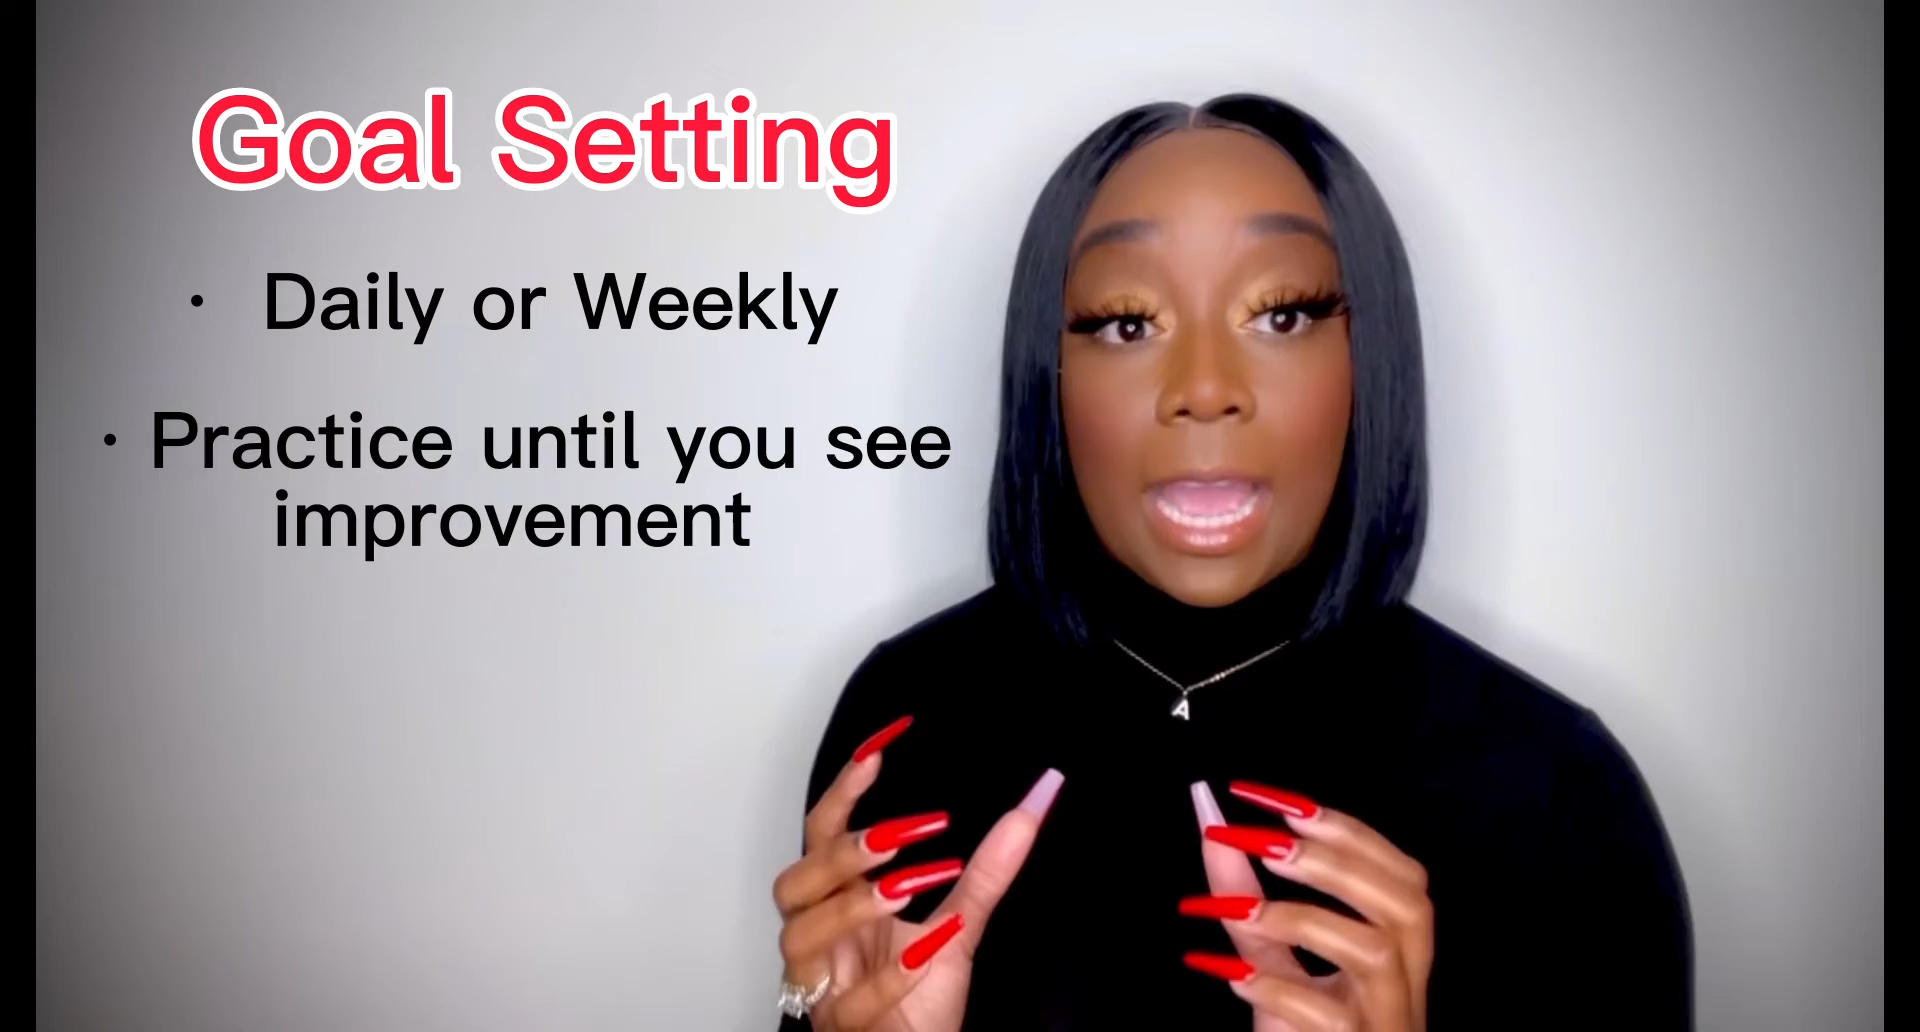 Goal Setting
· Daily or Weekly
· Practice until you see
improvement
A